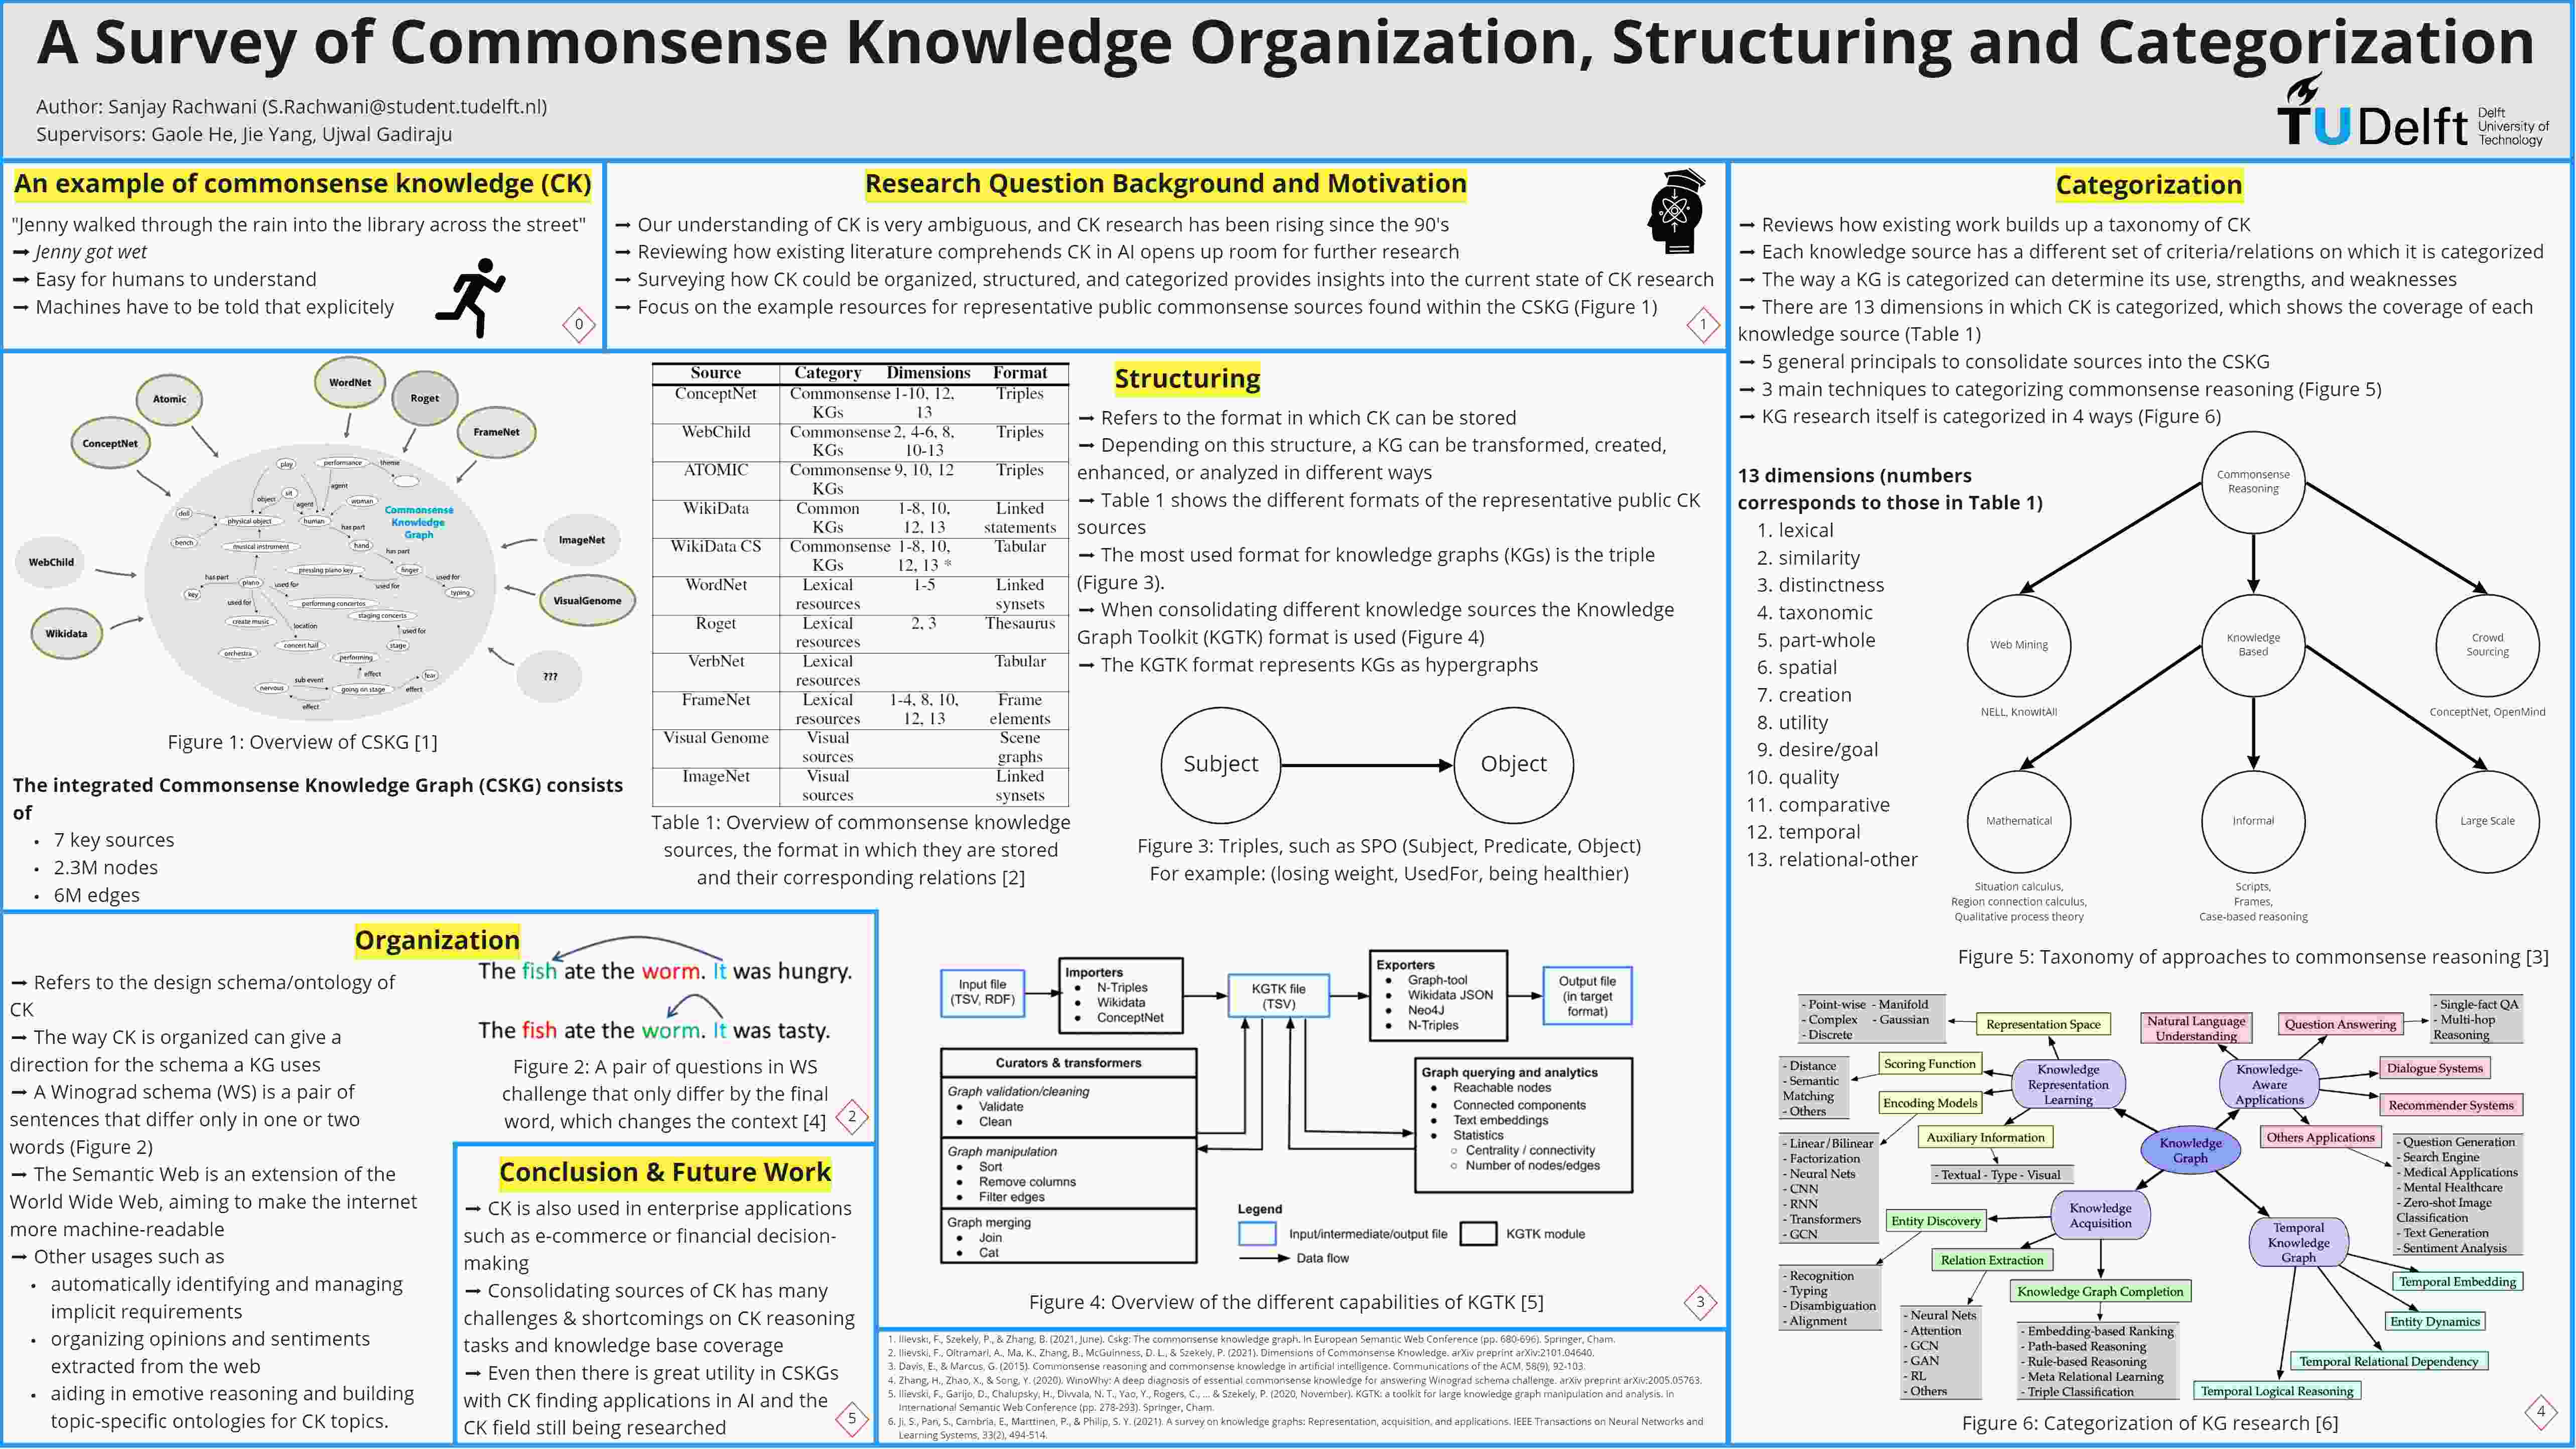 A Survey of Commonsense Knowledge Organization, Structuring and Categorization
Author: Sanjay Rachwani (S.Rachwani@student.tudelft.nl)
Supervisors: Gaole He, Jie Yang, Ujwal Gadiraju
TUDelft
Delft
University of
Technology
An example of commonsense knowledge (CK)
"Jenny walked through the rain into the library across the street"
→ Jenny got wet
→ Easy for humans to understand
→ Machines have to be told that explicitely
0
Research Question Background and Motivation
→ Our understanding of CK is very ambiguous, and CK research has been rising since the 90's
→ Reviewing how existing literature comprehends CK in AI opens up room for further research
→ Surveying how CK could be organized, structured, and categorized provides insights into the current state of CK research
→ Focus on the example resources for representative public commonsense sources found within the CSKG (Figure 1)
1
WordNet
Atomic
Roget
ConceptNet
FrameNet
ImageNet
WebChild
VisualGenome
Wikidata
???
Commonsense
Knowledge
Graph
play
performance
theme
agent
object
sit
agent
woman
doll
physical object
human
has part
bench
musical instrument
hand
has part
pressing piano key
finger
used for
has part
piano
used for
used for
typing
key
used for
performing concertos
create music
staging concerts
location
used for
orchestra
concert hall
stage
performing
effect
fear
sub event
nervous
going on stage
effect
effect
Figure 1: Overview of CSKG [1]
The integrated Commonsense Knowledge Graph (CSKG) consists
of
• 7 key sources
• 2.3M nodes
• 6M edges
Source Category Dimensions Format
ConceptNet Commonsense 1-10, 12, Triples
KGs 13
WebChild Commonsense 2, 4-6, 8, Triples
KGs 10-13
ATOMIC Commonsense 9, 10, 12 Triples
KGs
WikiData Common 1-8, 10, Linked
KGs 12, 13 statements
WikiData CS Commonsense 1-8, 10, Tabular
KGs 12, 13 *
WordNet Lexical 1-5 Linked
resources synsets
Roget Lexical 2, 3 Thesaurus
resources
VerbNet Lexical Tabular
resources
FrameNet Lexical 1-4, 8, 10, Frame
resources 12, 13 elements
Visual Genome Visual Scene
sources graphs
ImageNet Visual Linked
sources synsets
Table 1: Overview of commonsense knowledge
sources, the format in which they are stored
and their corresponding relations [2]
Structuring
→ Refers to the format in which CK can be stored
→ Depending on this structure, a KG can be transformed, created,
enhanced, or analyzed in different ways
→ Table 1 shows the different formats of the representative public CK
sources
→ The most used format for knowledge graphs (KGs) is the triple
(Figure 3).
→ When consolidating different knowledge sources the Knowledge
Graph Toolkit (KGTK) format is used (Figure 4)
→ The KGTK format represents KGs as hypergraphs
Subject
Object
Figure 3: Triples, such as SPO (Subject, Predicate, Object)
For example: (losing weight, UsedFor, being healthier)
Input file
(TSV, RDF)
Importers
• N-Triples
• Wikidata
• ConceptNet
KGTK file
(TSV)
Exporters
• Graph-tool
• Wikidata JSON
• Neo4J
• N-Triples
Output file
(in target
format)
Curators & transformers
Graph validation/cleaning
• Validate
• Clean
Graph manipulation
• Sort
• Remove columns
• Filter edges
Graph merging
• Join
• Cat
Graph querying and analytics
• Reachable nodes
• Connected components
• Text embeddings
• Statistics
○ Centrality / connectivity
○ Number of nodes/edges
Legend
Input/intermediate/output file
KGTK module
Data flow
Figure 4: Overview of the different capabilities of KGTK [5]
3
Organization
→ Refers to the design schema/ontology of
CK
→ The way CK is organized can give a
direction for the schema a KG uses
→ A Winograd schema (WS) is a pair of
sentences that differ only in one or two
words (Figure 2)
→ The Semantic Web is an extension of the
World Wide Web, aiming to make the internet
more machine-readable
→ Other usages such as
• automatically identifying and managing
implicit requirements
• organizing opinions and sentiments
extracted from the web
• aiding in emotive reasoning and building
topic-specific ontologies for CK topics.
The fish ate the worm. It was hungry.
The fish ate the worm. It was tasty.
Figure 2: A pair of questions in WS
challenge that only differ by the final
word, which changes the context [4]
2
Conclusion & Future Work
→ CK is also used in enterprise applications
such as e-commerce or financial decision-
making
→ Consolidating sources of CK has many
challenges & shortcomings on CK reasoning
tasks and knowledge base coverage
→ Even then there is great utility in CSKGs
with CK finding applications in AI and the
CK field still being researched
5
1. Ilievski, F., Szekely, P., & Zhang, B. (2021, June). Cskg: The commonsense knowledge graph. In European Semantic Web Conference (pp. 680-696). Springer, Cham.
2. Ilievski, F., Oltramari, A., Ma, K., Zhang, B., McGuinness, D. L., & Szekely, P. (2021). Dimensions of Commonsense Knowledge. arXiv preprint arXiv:2101.04640.
3. Davis, E., & Marcus, G. (2015). Commonsense reasoning and commonsense knowledge in artificial intelligence. Communications of the ACM, 58(9), 92-103.
4. Zhang, H., Zhao, X., & Song, Y. (2020). WinoWhy: A deep diagnosis of essential commonsense knowledge for answering Winograd schema challenge. arXiv preprint arXiv:2005.05763.
5. Ilievski, F., Garijo, D., Chalupsky, H., Divvala, N. T., Yao, Y., Rogers, C., ... & Szekely, P. (2020, November). KGTK: a toolkit for large knowledge graph manipulation and analysis. In
International Semantic Web Conference (pp. 278-293). Springer, Cham.
6. Ji, S., Pan, S., Cambria, E., Marttinen, P., & Philip, S. Y. (2021). A survey on knowledge graphs: Representation, acquisition, and applications. IEEE Transactions on Neural Networks and
Learning Systems, 33(2), 494-514.
Categorization
→ Reviews how existing work builds up a taxonomy of CK
→ Each knowledge source has a different set of criteria/relations on which it is categorized
→ The way a KG is categorized can determine its use, strengths, and weaknesses
→ There are 13 dimensions in which CK is categorized, which shows the coverage of each
knowledge source (Table 1)
→ 5 general principals to consolidate sources into the CSKG
→ 3 main techniques to categorizing commonsense reasoning (Figure 5)
→ KG research itself is categorized in 4 ways (Figure 6)
13 dimensions (numbers
corresponds to those in Table 1)
1. lexical
2. similarity
3. distinctness
4. taxonomic
5. part-whole
6. spatial
7. creation
8. utility
9. desire/goal
10. quality
11. comparative
12. temporal
13. relational-other
Commonsense
Reasoning
Web Mining
Knowledge
Based
Crowd
Sourcing
NELL, KnowItAll
ConceptNet, OpenMind
Mathematical
Informal
Large Scale
Situation calculus,
Region connection calculus,
Qualitative process theory
Scripts,
Frames,
Case-based reasoning
Figure 5: Taxonomy of approaches to commonsense reasoning [3]
- Point-wise - Manifold
- Complex - Gaussian
- Discrete
Representation Space
Natural Language
Understanding
Question Answering
- Single-fact QA
- Multi-hop
Reasoning
- Distance
- Semantic
Matching
- Others
Scoring Function
Encoding Models
Knowledge
Representation
Learning
Knowledge-
Aware
Applications
Dialogue Systems
Recommender Systems
- Linear/Bilinear
- Factorization
- Neural Nets
- CNN
- RNN
- Transformers
- GCN
Auxiliary Information
- Textual - Type - Visual
Knowledge
Graph
Others Applications
- Question Generation
- Search Engine
- Medical Applications
- Mental Healthcare
- Zero-shot Image
Classification
- Text Generation
- Sentiment Analysis
Entity Discovery
Knowledge
Acquisition
Temporal
Knowledge
Graph
Relation Extraction
Knowledge Graph Completion
- Recognition
- Typing
- Disambiguation
- Alignment
- Neural Nets
- Attention
- GCN
- GAN
- RL
- Others
- Embedding-based Ranking
- Path-based Reasoning
- Rule-based Reasoning
- Meta Relational Learning
- Triple Classification
Temporal Embedding
Entity Dynamics
Temporal Relational Dependency
Temporal Logical Reasoning
Figure 6: Categorization of KG research [6]
4